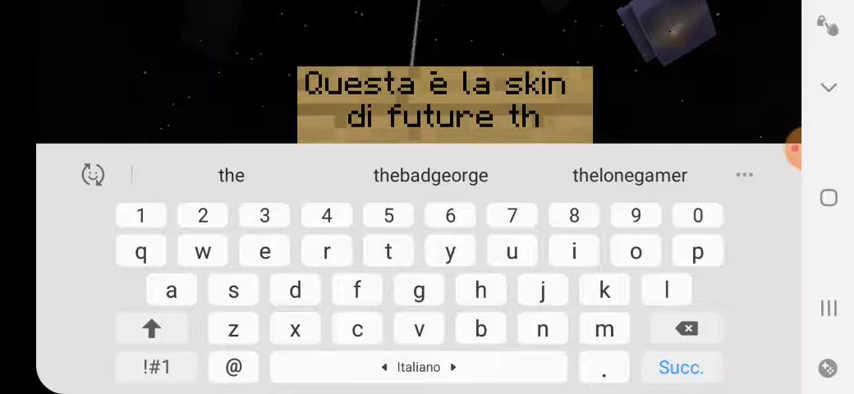 Questa è la skin
di future th
the thebadgeorge thelonegamer
1 2 3 4 5 6 7 8 9 0
q w e r t y u i o p
a s d f g h j k l
z x c v b n m
!#1 @ Italiano . Succ.